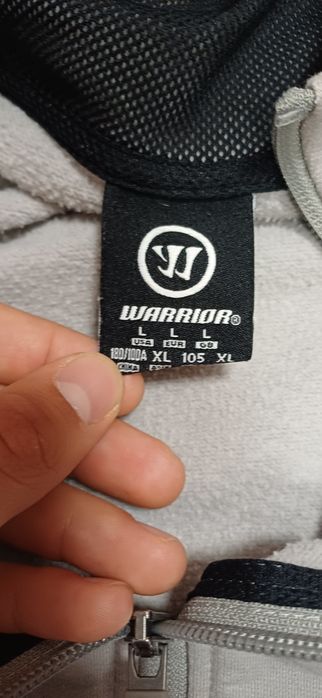 WARRIOR®
L L L
USA EUR GB
180/100A XL 105 XL